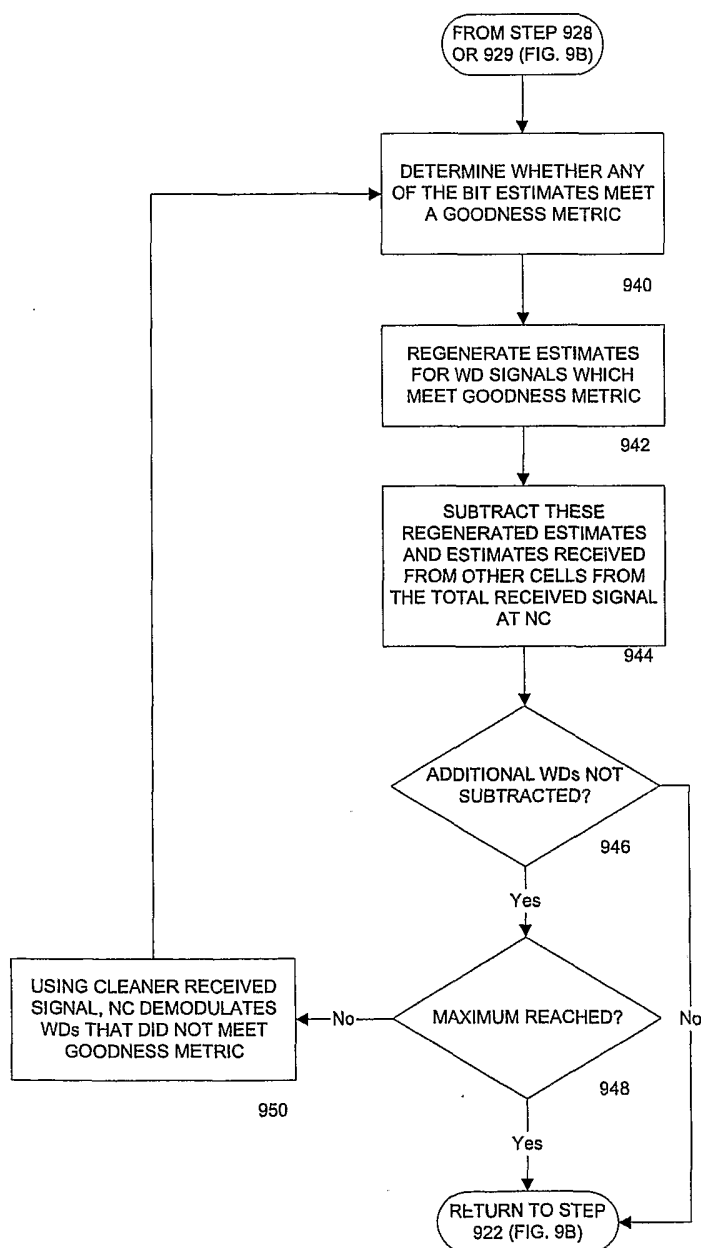 FROM STEP 928
OR 929 (FIG. 9B)
DETERMINE WHETHER ANY
OF THE BIT ESTIMATES MEET
A GOODNESS METRIC
940
REGENERATE ESTIMATES
FOR WD SIGNALS WHICH
MEET GOODNESS METRIC
942
SUBTRACT THESE
REGENERATED ESTIMATES
AND ESTIMATES RECEIVED
FROM OTHER CELLS FROM
THE TOTAL RECEIVED SIGNAL
AT NC
944
ADDITIONAL WDs NOT
SUBTRACTED?
946
Yes
No
MAXIMUM REACHED?
948
No
USING CLEANER RECEIVED
SIGNAL, NC DEMODULATES
WDs THAT DID NOT MEET
GOODNESS METRIC
950
Yes
RETURN TO STEP
922 (FIG. 9B)